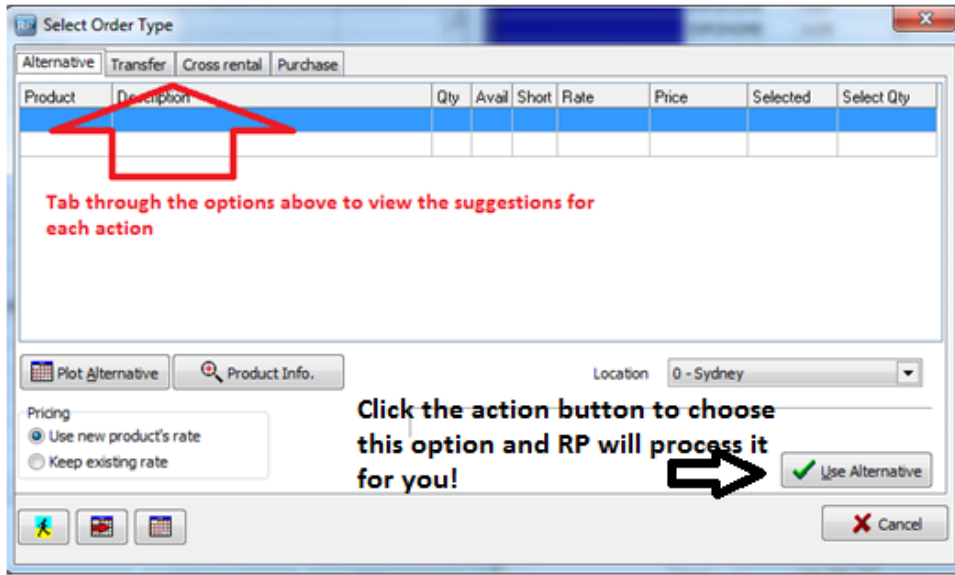 RP Select Order Type
Alternative Transfer Cross rental Purchase
Product Description Qty Avail Short Rate Price Selected Select Qty
Tab through the options above to view the suggestions for
each action
Plot Alternative Product Info. Location 0 - Sydney
Pricing
Use new product's rate
Keep existing rate
Click the action button to choose
this option and RP will process it
for you!
Use Alternative
Cancel